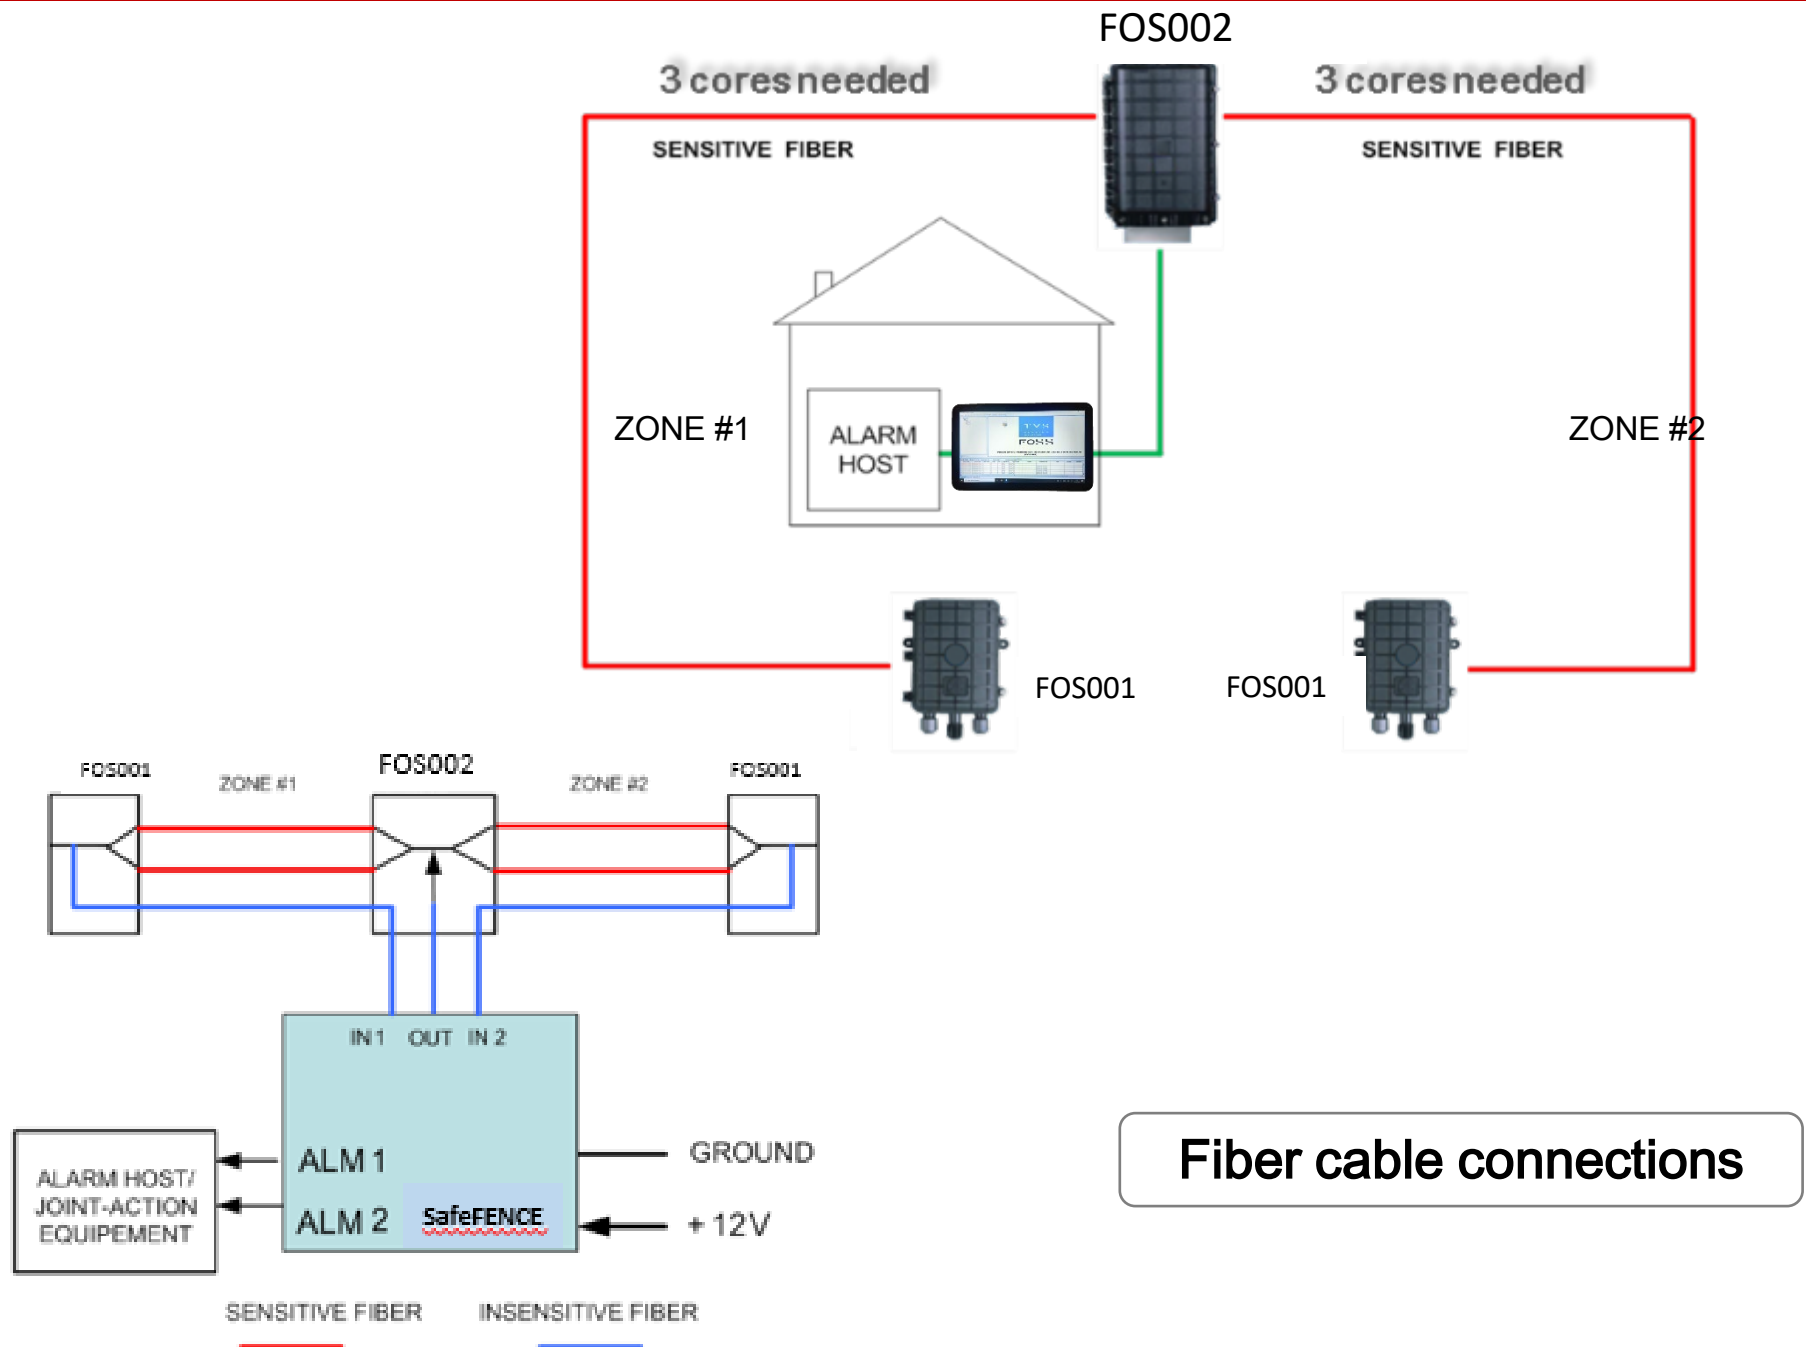 FOS002
3 cores needed
3 cores needed
SENSITIVE FIBER
SENSITIVE FIBER
ZONE #1
ALARM
HOST
TVS
FOSS
ZONE #2
FOS001
FOS001
FOS001
ZONE #1
FOS002
ZONE #2
FOS001
IN 1
OUT
IN 2
ALM 1
ALM 2
SafeFENCE
GROUND
+ 12V
ALARM HOST/
JOINT-ACTION
EQUIPEMENT
SENSITIVE FIBER
INSENSITIVE FIBER
Fiber cable connections